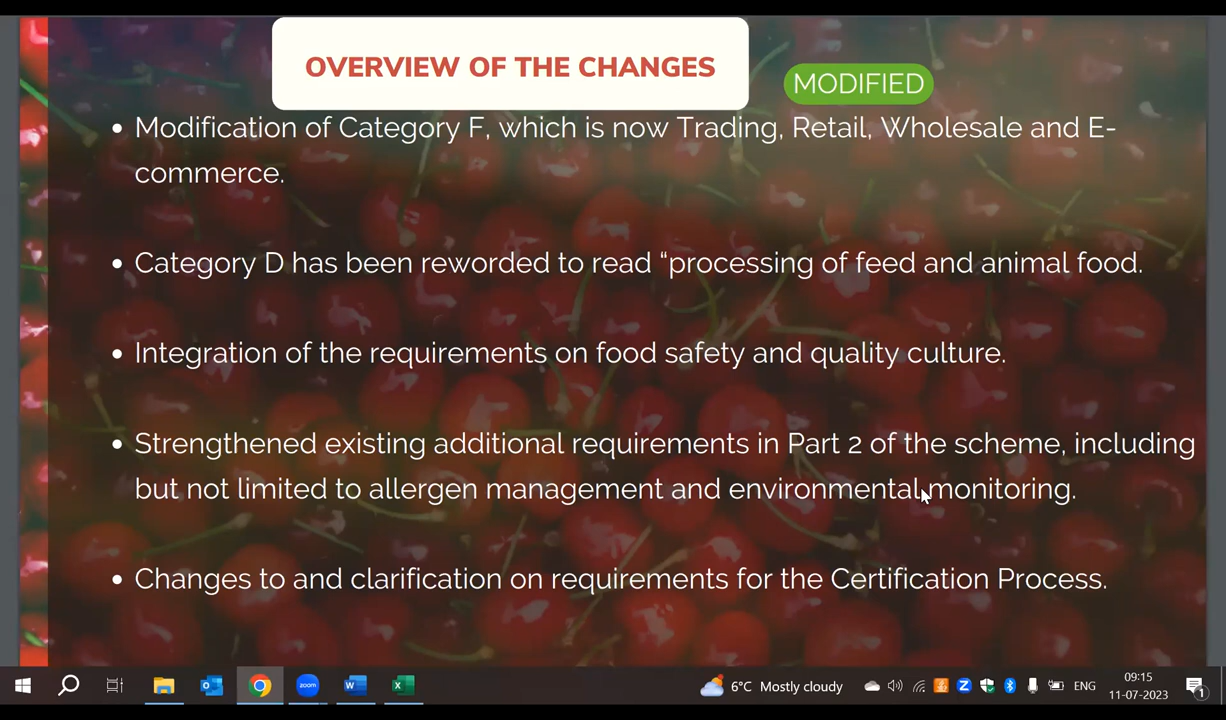 OVERVIEW OF THE CHANGES
MODIFIED
• Modification of Category F, which is now Trading, Retail, Wholesale and E-
commerce.
• Category D has been reworded to read “processing of feed and animal food.
• Integration of the requirements on food safety and quality culture.
• Strengthened existing additional requirements in Part 2 of the scheme, including
but not limited to allergen management and environmental monitoring.
• Changes to and clarification on requirements for the Certification Process.
zoom
6°C Mostly cloudy
ENG
09:15
11-07-2023
1